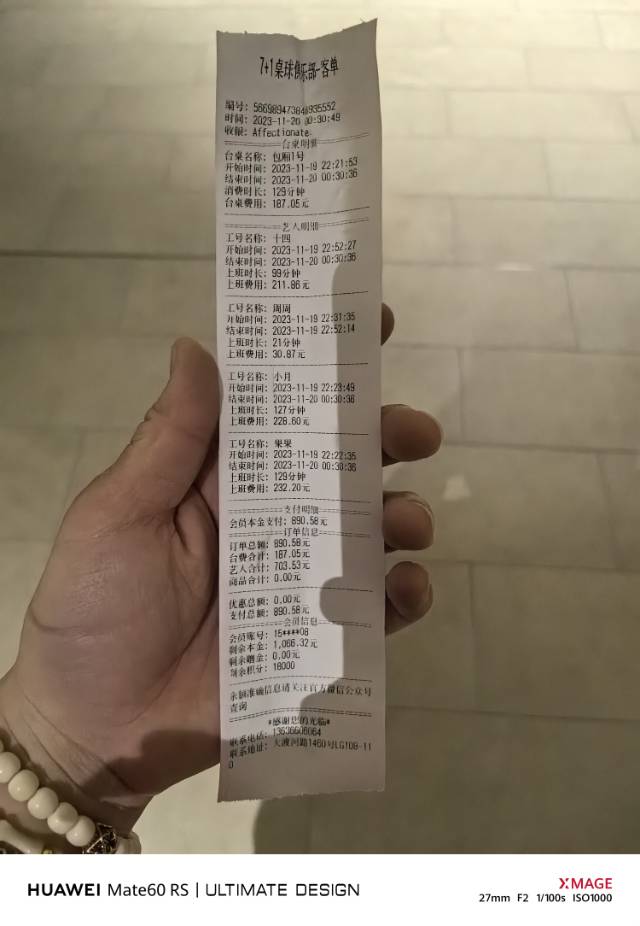 7+1桌球俱乐部-客单
时间: 2023-11-20 00:30:49
收银: Affectionate
台桌明细
台桌名称: 包厢1号
开始时间: 2023-11-19 22:21:53
结束时间: 2023-11-20 00:30:36
消费时长: 129分钟
台桌费用: 187.05元
艺人明细
工号名称: 十四
开始时间: 2023-11-19 22:52:27
结束时间: 2023-11-20 00:30:36
上班时长: 99分钟
上班费用: 211.86元
工号名称: 周周
开始时间: 2023-11-19 22:31:35
结束时间: 2023-11-19 22:52:14
上班时长: 21分钟
上班费用: 30.87元
工号名称: 小月
开始时间: 2023-11-19 22:23:49
结束时间: 2023-11-20 00:30:36
上班时长: 127分钟
上班费用: 228.60元
工号名称: 果果
开始时间: 2023-11-19 22:22:35
结束时间: 2023-11-20 00:30:36
上班时长: 129分钟
上班费用: 232.20元
支付明细
会员本金支付: 890.58元
订单信息
订单总额: 890.58元
台费合计: 187.05元
艺人合计: 703.53元
商品合计: 0.00元
优惠总额: 0.00元
支付总额: 890.58元
会员信息
会员账号: 15****08
剩余本金: 1,066.32元
剩余赠金: 0.00元
剩余积分: 16000
余额准确信息请关注官方微信公众号
查询
*感谢您的光临*
联系电话: 13636606064
联系地址: 大渡河路1460号LG108-11
0
HUAWEI Mate60 RS | ULTIMATE DESIGN
XMAGE
27mm F2 1/100s ISO1000